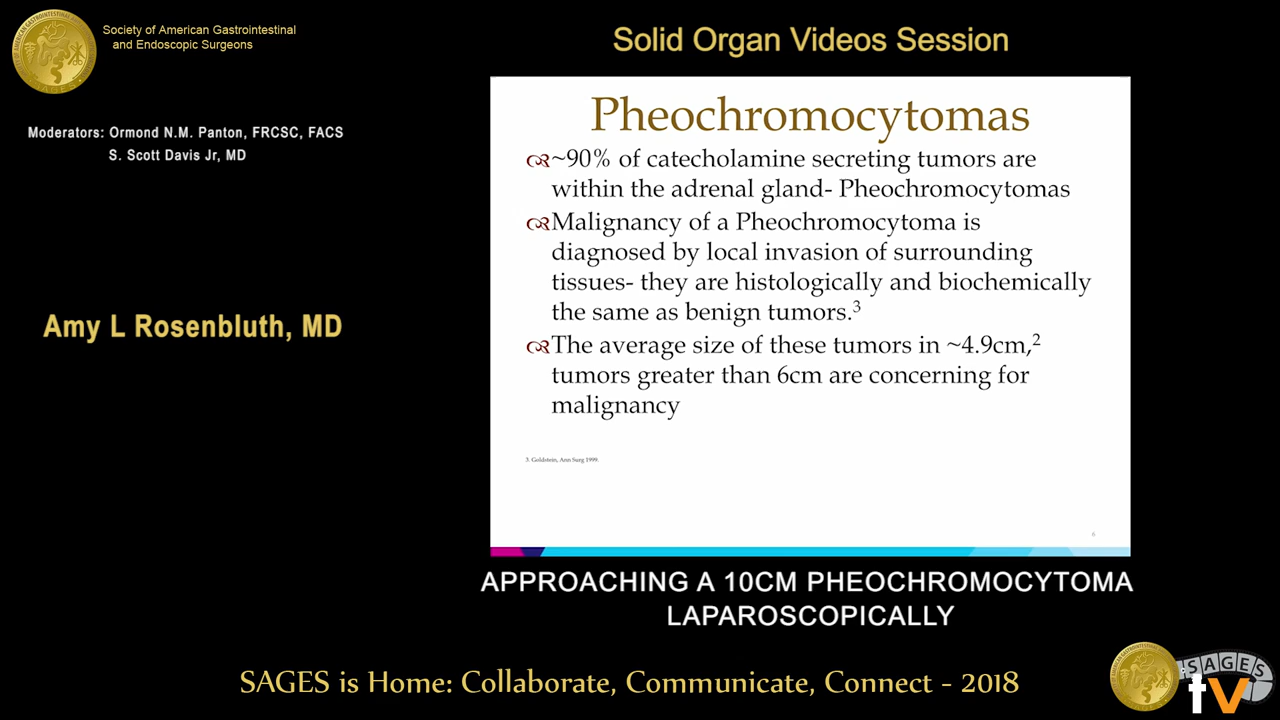 Society of American Gastrointestinal
and Endoscopic Surgeons
Moderators: Ormond N.M. Panton, FRCSC, FACS
S. Scott Davis Jr, MD
Amy L Rosenbluth, MD
Solid Organ Videos Session
Pheochromocytomas
~90% of catecholamine secreting tumors are
within the adrenal gland- Pheochromocytomas
Malignancy of a Pheochromocytoma is
diagnosed by local invasion of surrounding
tissues- they are histologically and biochemically
the same as benign tumors.3
The average size of these tumors in ~4.9cm,2
tumors greater than 6cm are concerning for
malignancy
3. Goldstein, Ann Surg 1999
6
APPROACHING A 10CM PHEOCHROMOCYTOMA
LAPAROSCOPICALLY
SAGES is Home: Collaborate, Communicate, Connect - 2018
SAGES
tv